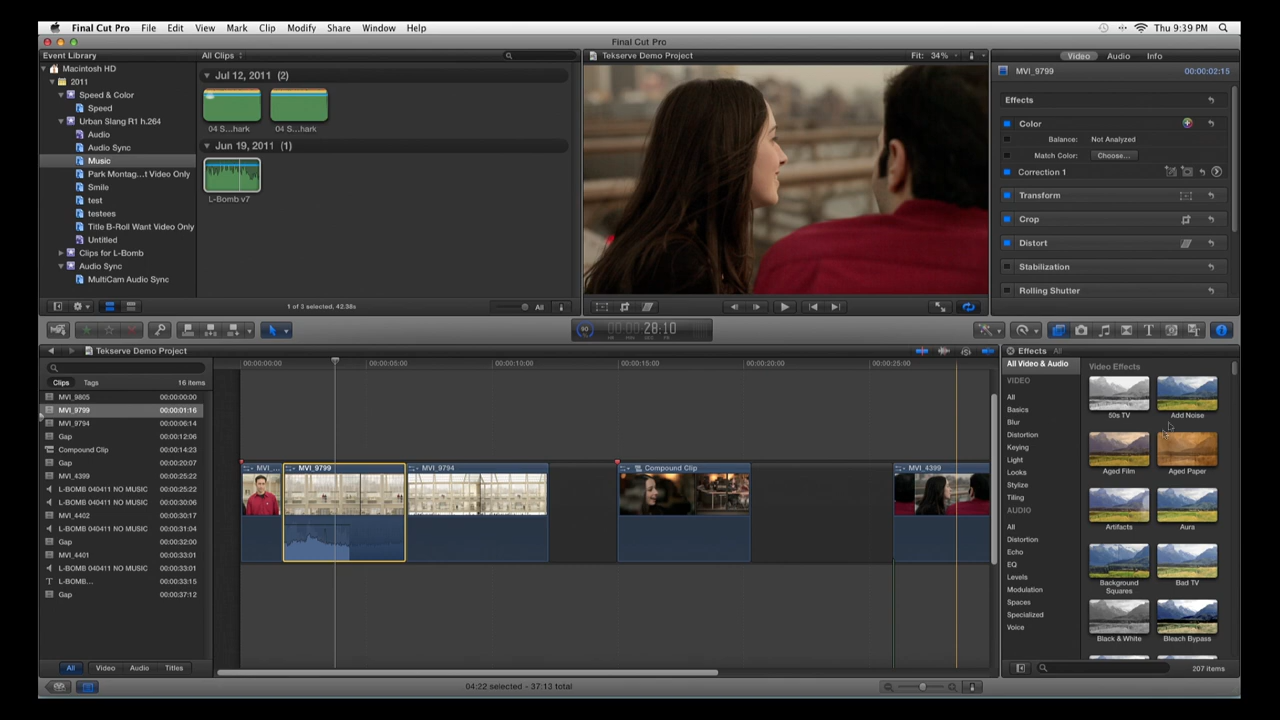 Final Cut Pro File Edit View Mark Clip Modify Share Window Help
Thu 9:39 PM
Final Cut Pro
Event Library
Macintosh HD
2011
Speed & Color
Speed
Urban Slang R1 h.264
Audio
Audio Sync
Music
Park Montag...t Video Only
Smile
test
testees
Title B-Roll Want Video Only
Untitled
Clips for L-Bomb
Audio Sync
MultiCam Audio Sync
All Clips
Jul 12, 2011 (2)
04 S...hark 04 S...hark
Jun 19, 2011 (1)
L-Bomb v7
1 of 3 selected, 42.38s
All
Tekserve Demo Project
Fit: 34%
Video Audio Info
MVI_9799 00:00:02:15
Effects
Color
Balance: Not Analyzed
Match Color: Choose...
Correction 1
Transform
Crop
Distort
Stabilization
Rolling Shutter
90
00:00:28:10
HR MIN SEC FR
Tekserve Demo Project
Clips Tags 16 items
MVI_9805 00:00:00:00
MVI_9799 00:00:01:16
MVI_9794 00:00:06:14
Gap 00:00:12:06
Compound Clip 00:00:14:23
Gap 00:00:20:07
MVI_4399 00:00:25:22
L-BOMB 040411 NO MUSIC 00:00:25:22
L-BOMB 040411 NO MUSIC 00:00:30:06
MVI_4402 00:00:30:17
L-BOMB 040411 NO MUSIC 00:00:31:04
Gap 00:00:32:00
MVI_4401 00:00:33:01
L-BOMB 040411 NO MUSIC 00:00:33:01
L-BOMB... 00:00:33:15
Gap 00:00:37:12
All Video Audio Titles
00:00:00:00 00:00:05:00 00:00:10:00 00:00:15:00 00:00:20:00 00:00:25:00
MVI_... MVI_9799 MVI_9794 Compound Clip MVI_4399
04:22 selected - 37:13 total
Effects All
All Video & Audio
VIDEO
All
Basics
Blur
Distortion
Keying
Light
Looks
Stylize
Tiling
AUDIO
All
Distortion
Echo
EQ
Levels
Modulation
Spaces
Specialized
Voice
Video Effects
50s TV Add Noise
Aged Film Aged Paper
Artifacts Aura
Background Squares Bad TV
Black & White Bleach Bypass
207 items